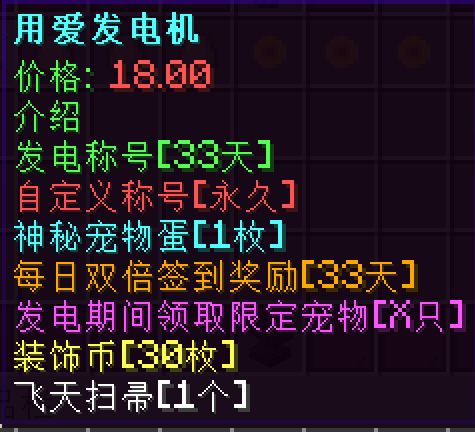 用爱发电机
价格: 18.00
介绍
发电称号[33天]
自定义称号[永久]
神秘宠物蛋[1枚]
每日双倍签到奖励[33天]
发电期间领取限定宠物[X只]
装饰币[30枚]
飞天扫帚[1个]